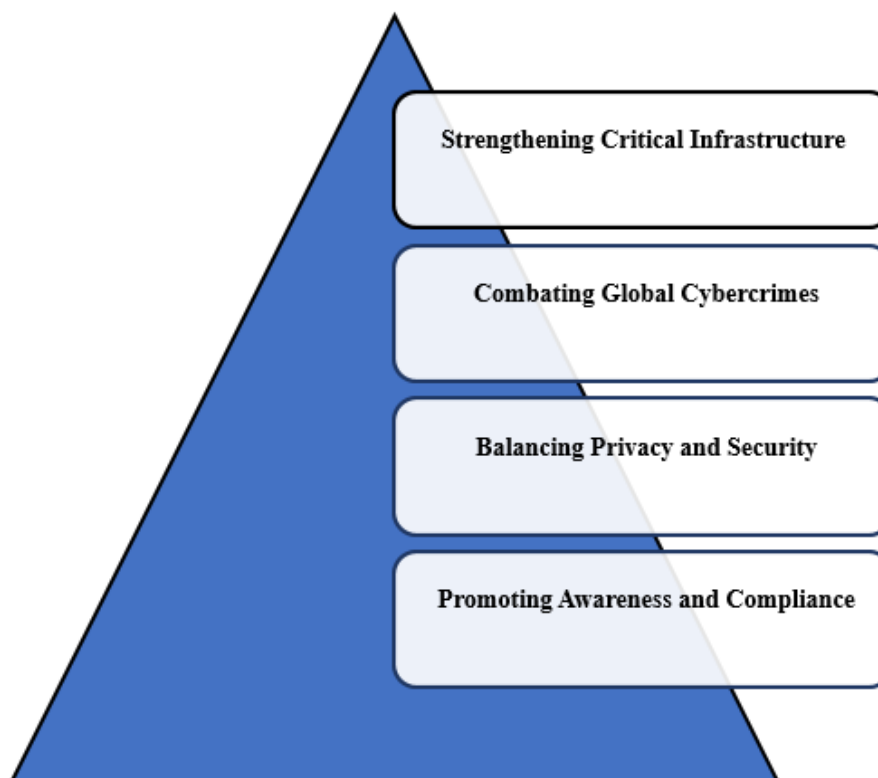 Strengthening Critical Infrastructure
Combating Global Cybercrimes
Balancing Privacy and Security
Promoting Awareness and Compliance